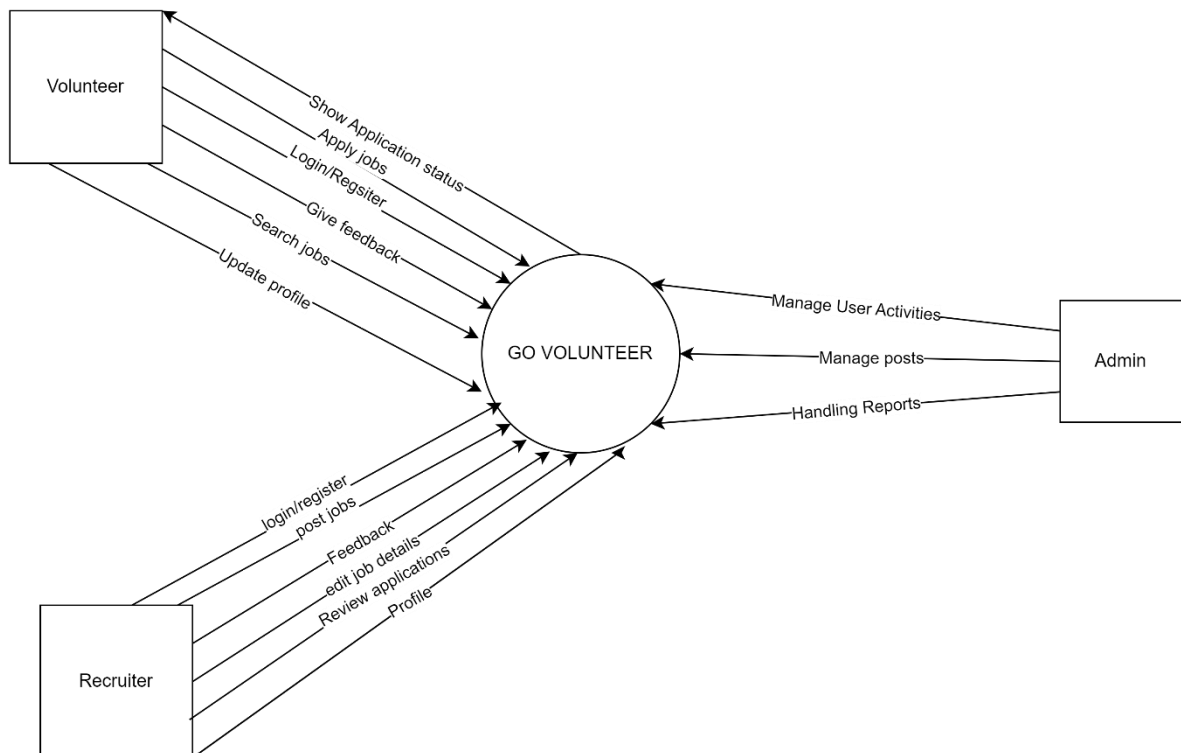 Volunteer
Show Application status
Apply jobs
Login/Regsiter
Give feedback
Search jobs
Update profile
GO VOLUNTEER
Manage User Activities
Manage posts
Handling Reports
Admin
login/register
post jobs
Feedback
edit job details
Review applications
Profile
Recruiter